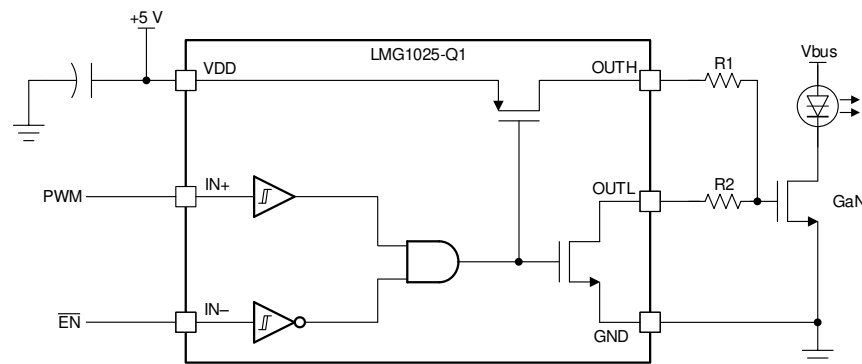 +5 V
LMG1025-Q1
VDD
OUTH
R1
Vbus
PWM
IN+
OUTL
R2
GaN
EN
IN–
GND